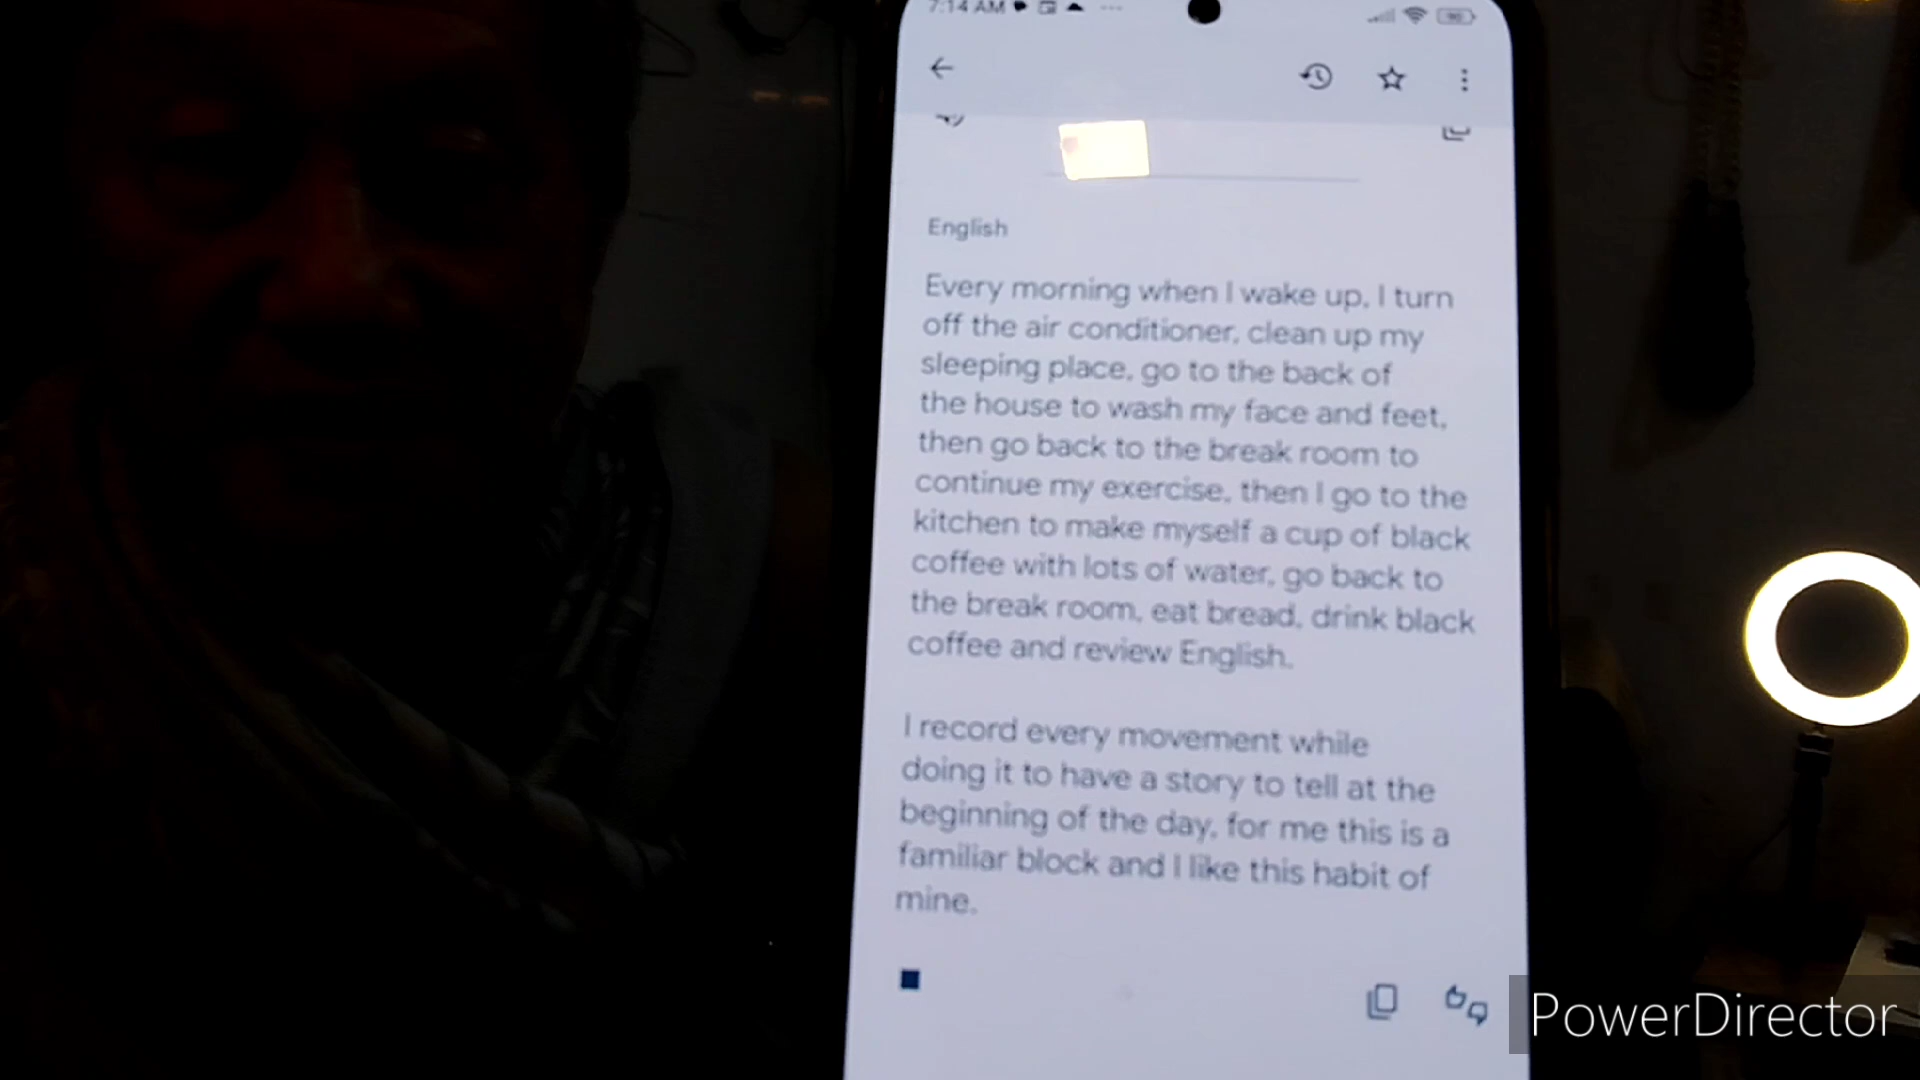 7:14 AM
English
Every morning when I wake up, I turn
off the air conditioner, clean up my
sleeping place, go to the back of
the house to wash my face and feet,
then go back to the break room to
continue my exercise, then I go to the
kitchen to make myself a cup of black
coffee with lots of water, go back to
the break room, eat bread, drink black
coffee and review English.
I record every movement while
doing it to have a story to tell at the
beginning of the day, for me this is a
familiar block and I like this habit of
mine.
PowerDirector